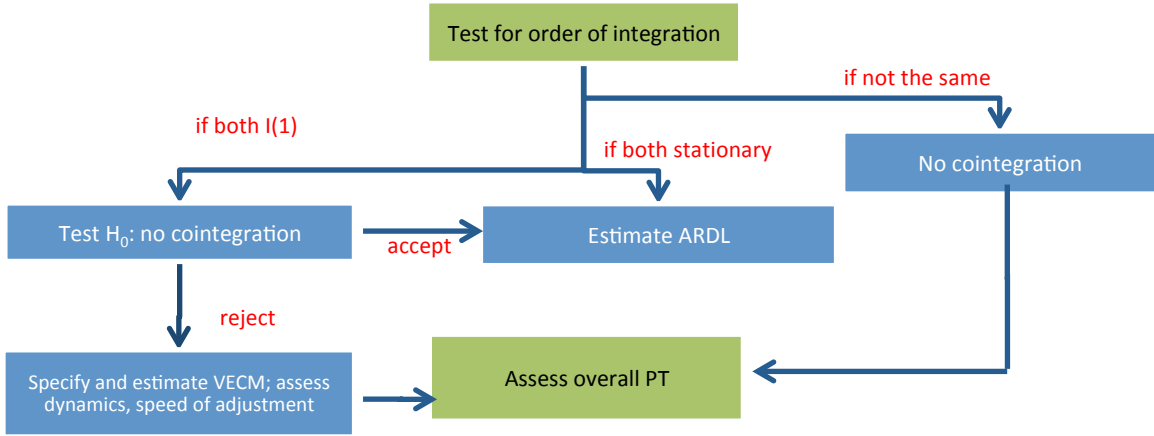 Test for order of integration
if not the same
if both I(1)
if both stationary
No cointegration
Test H₀: no cointegration
accept
Estimate ARDL
reject
Specify and estimate VECM; assess
dynamics, speed of adjustment
Assess overall PT